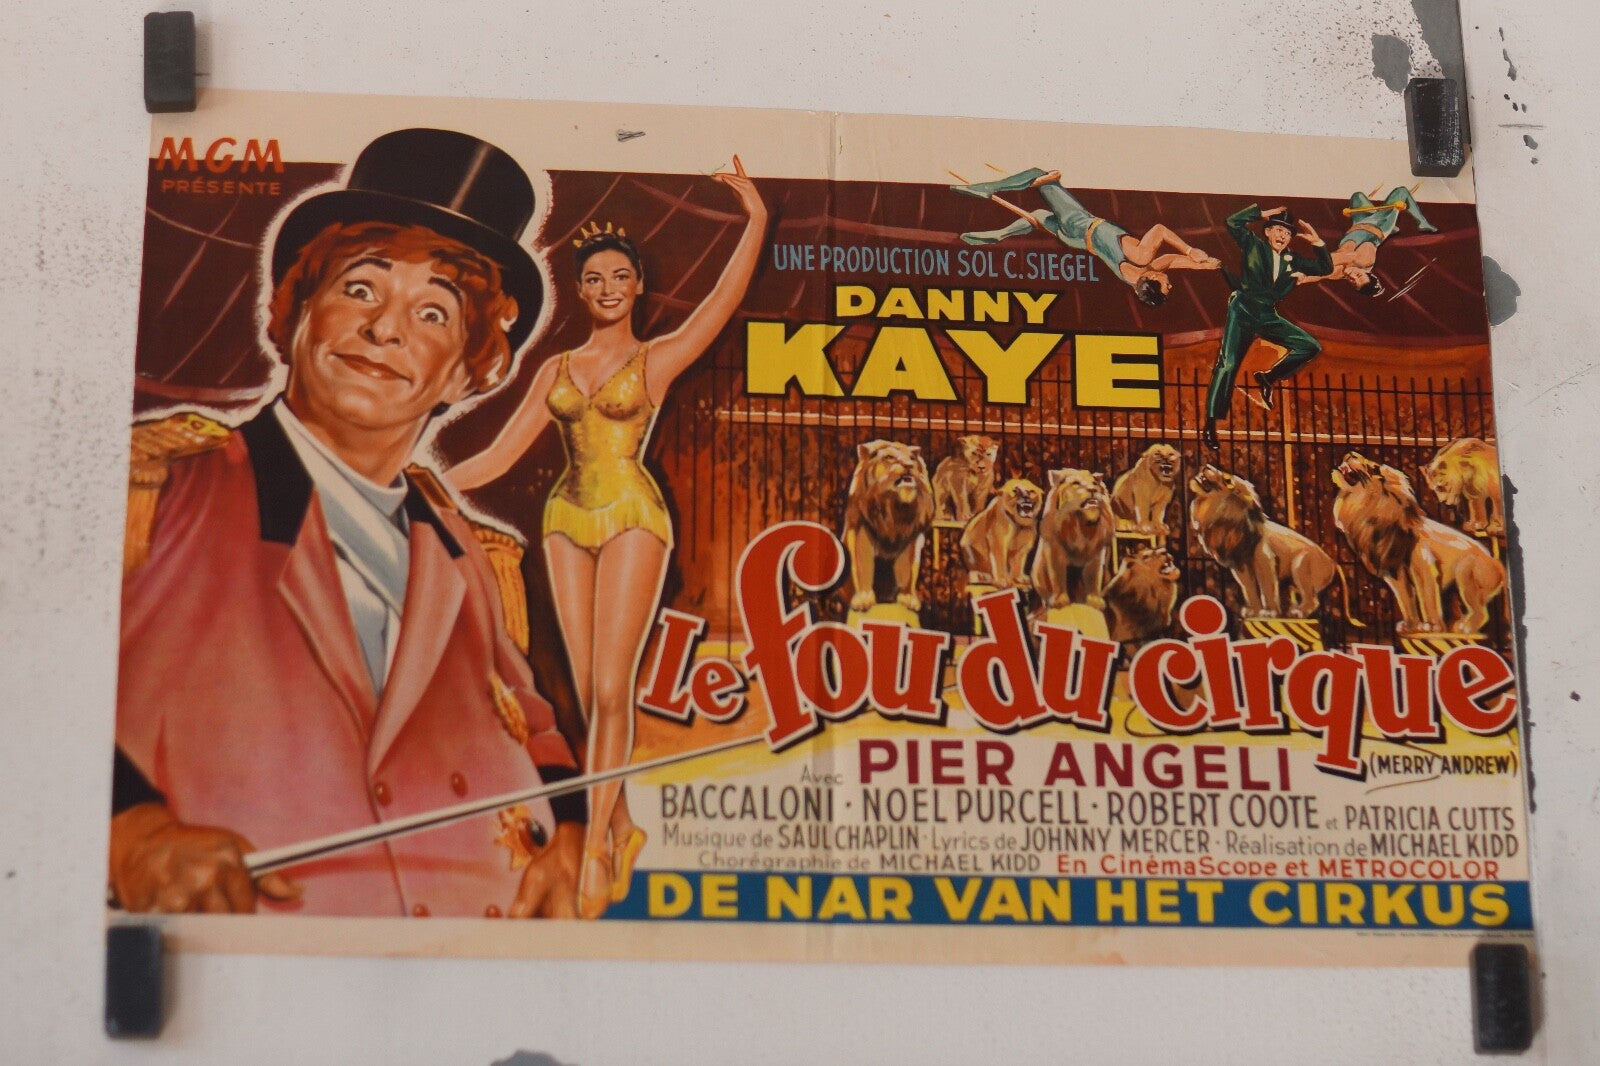 MGM
PRÉSENTE
UNE PRODUCTION SOL C. SIEGEL
DANNY
KAYE
Le fou du cirque
(MERRY ANDREW)
Avec PIER ANGELI
BACCALONI · NOEL PURCELL · ROBERT COOTE et PATRICIA CUTTS
Musique de SAUL CHAPLIN · Lyrics de JOHNNY MERCER · Réalisation de MICHAEL KIDD
Chorégraphie de MICHAEL KIDD En CinémaScope et METROCOLOR
DE NAR VAN HET CIRKUS